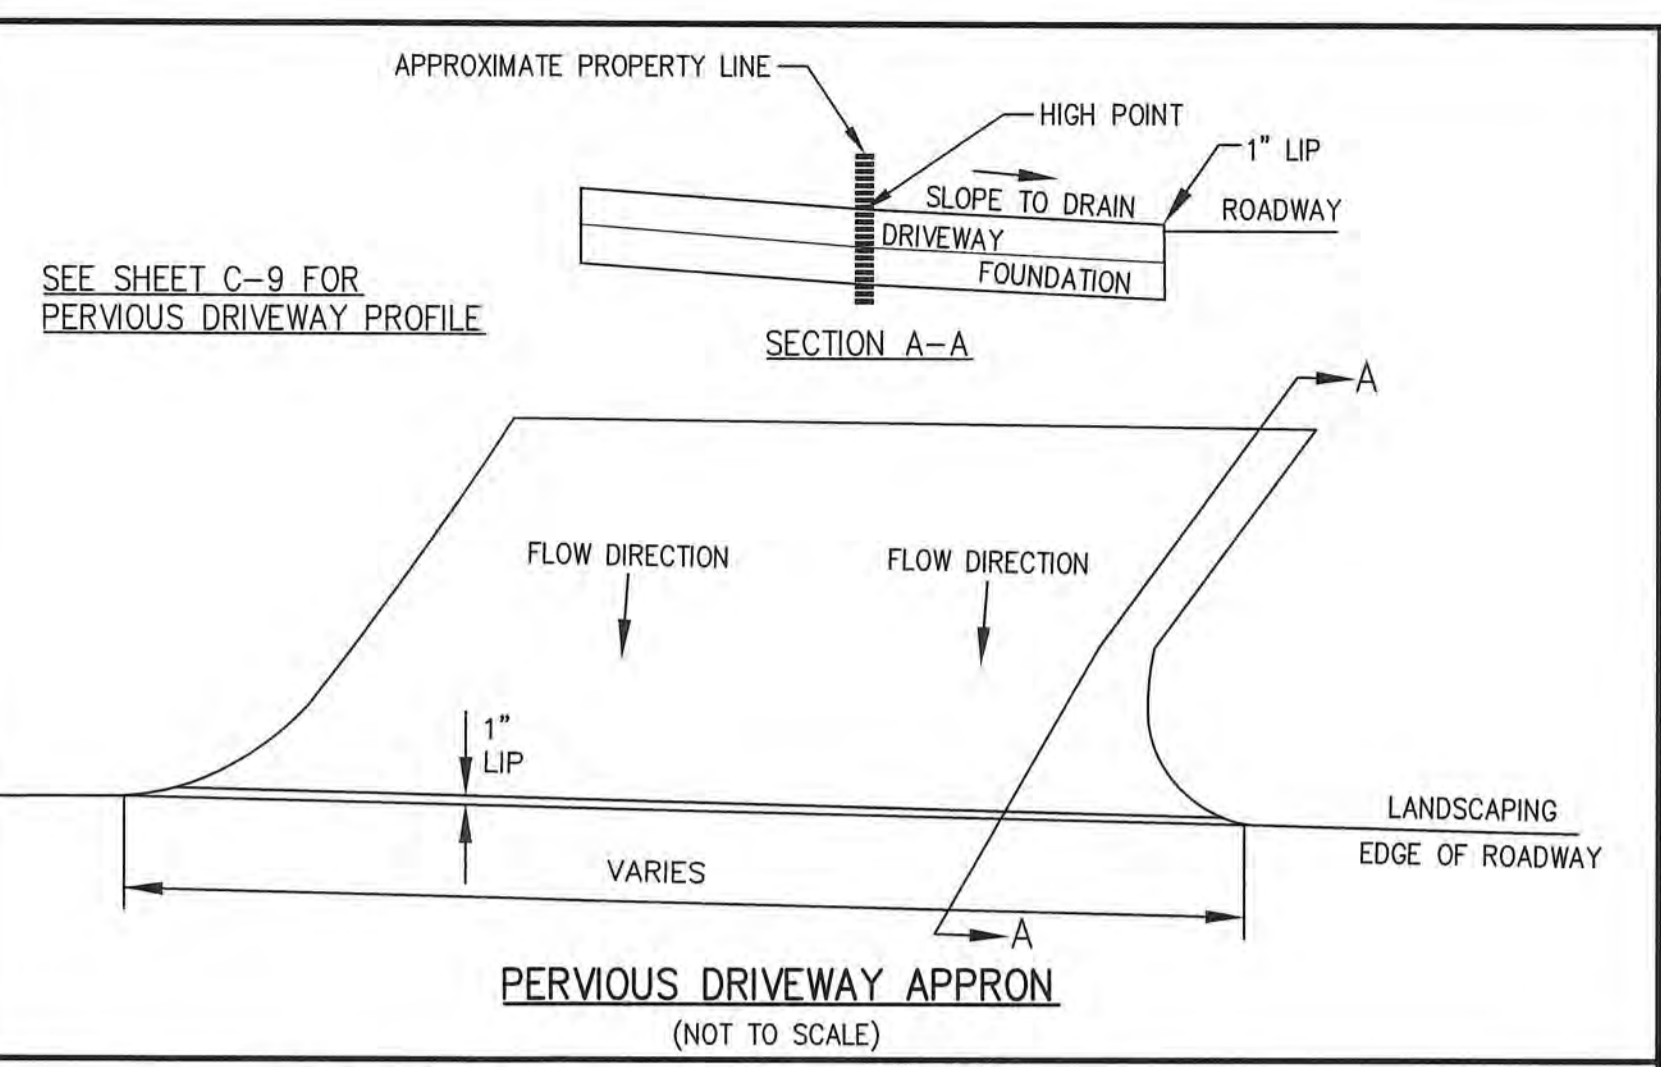 APPROXIMATE PROPERTY LINE
HIGH POINT
1" LIP
SLOPE TO DRAIN
ROADWAY
DRIVEWAY
FOUNDATION
SEE SHEET C-9 FOR
PERVIOUS DRIVEWAY PROFILE
SECTION A-A
A
FLOW DIRECTION
FLOW DIRECTION
1"
LIP
LANDSCAPING
EDGE OF ROADWAY
VARIES
A
PERVIOUS DRIVEWAY APPRON
(NOT TO SCALE)